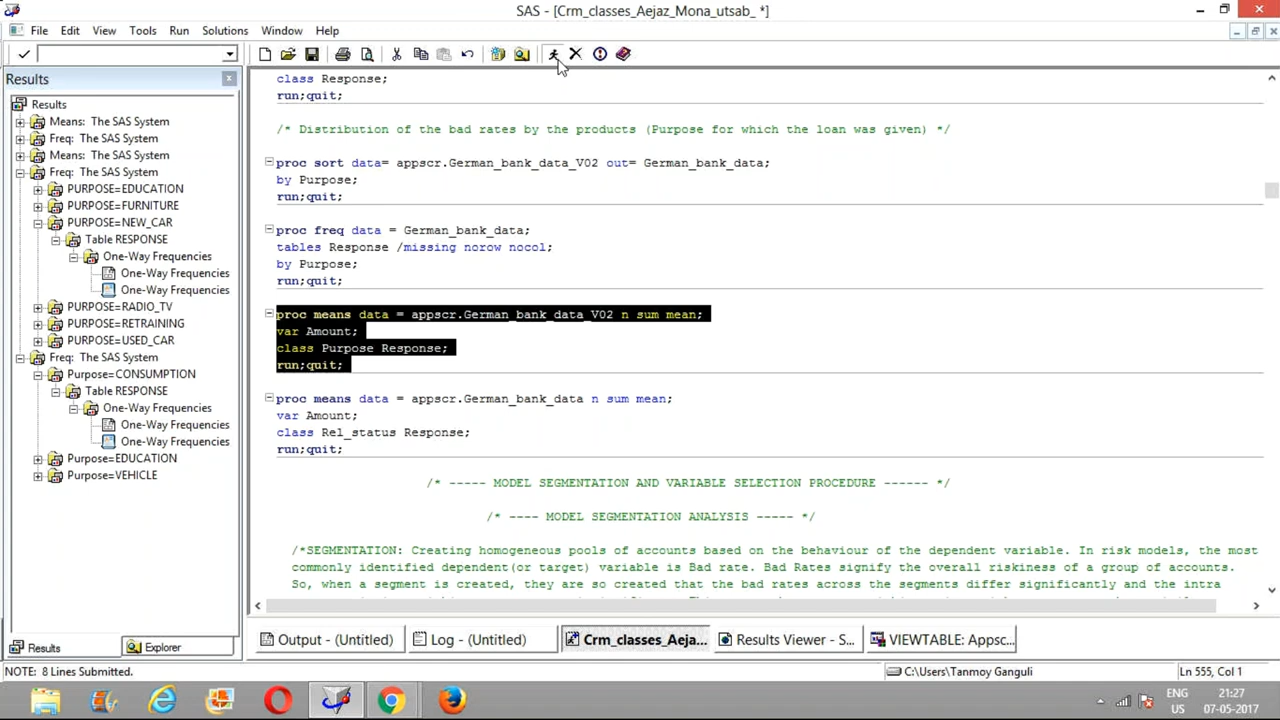 SAS - [Crm_classes_Aejaz_Mona_utsab_ *]
File Edit View Tools Run Solutions Window Help
Results
Results
Means: The SAS System
Freq: The SAS System
Means: The SAS System
Freq: The SAS System
PURPOSE=EDUCATION
PURPOSE=FURNITURE
PURPOSE=NEW_CAR
Table RESPONSE
One-Way Frequencies
One-Way Frequencies
One-Way Frequencies
PURPOSE=RADIO_TV
PURPOSE=RETRAINING
PURPOSE=USED_CAR
Freq: The SAS System
Purpose=CONSUMPTION
Table RESPONSE
One-Way Frequencies
One-Way Frequencies
One-Way Frequencies
Purpose=EDUCATION
Purpose=VEHICLE
Results Explorer
class Response;
run;quit;
/* Distribution of the bad rates by the products (Purpose for which the loan was given) */
proc sort data= appscr.German_bank_data_V02 out= German_bank_data;
by Purpose;
run;quit;
proc freq data = German_bank_data;
tables Response /missing norow nocol;
by Purpose;
run;quit;
proc means data = appscr.German_bank_data_V02 n sum mean;
var Amount;
class Purpose Response;
run;quit;
proc means data = appscr.German_bank_data n sum mean;
var Amount;
class Rel_status Response;
run;quit;
/* ----- MODEL SEGMENTATION AND VARIABLE SELECTION PROCEDURE ------ */
/* ---- MODEL SEGMENTATION ANALYSIS ----- */
/*SEGMENTATION: Creating homogeneous pools of accounts based on the behaviour of the dependent variable. In risk models, the most
commonly identified dependent(or target) variable is Bad rate. Bad Rates signify the overall riskiness of a group of accounts.
So, when a segment is created, they are so created that the bad rates across the segments differ significantly and the intra
Output - (Untitled) Log - (Untitled) Crm_classes_Aeja... Results Viewer - S... VIEWTABLE: Appsc...
NOTE: 8 Lines Submitted. C:\Users\Tanmoy Ganguli Ln 555, Col 1
ENG
US
21:27
07-05-2017